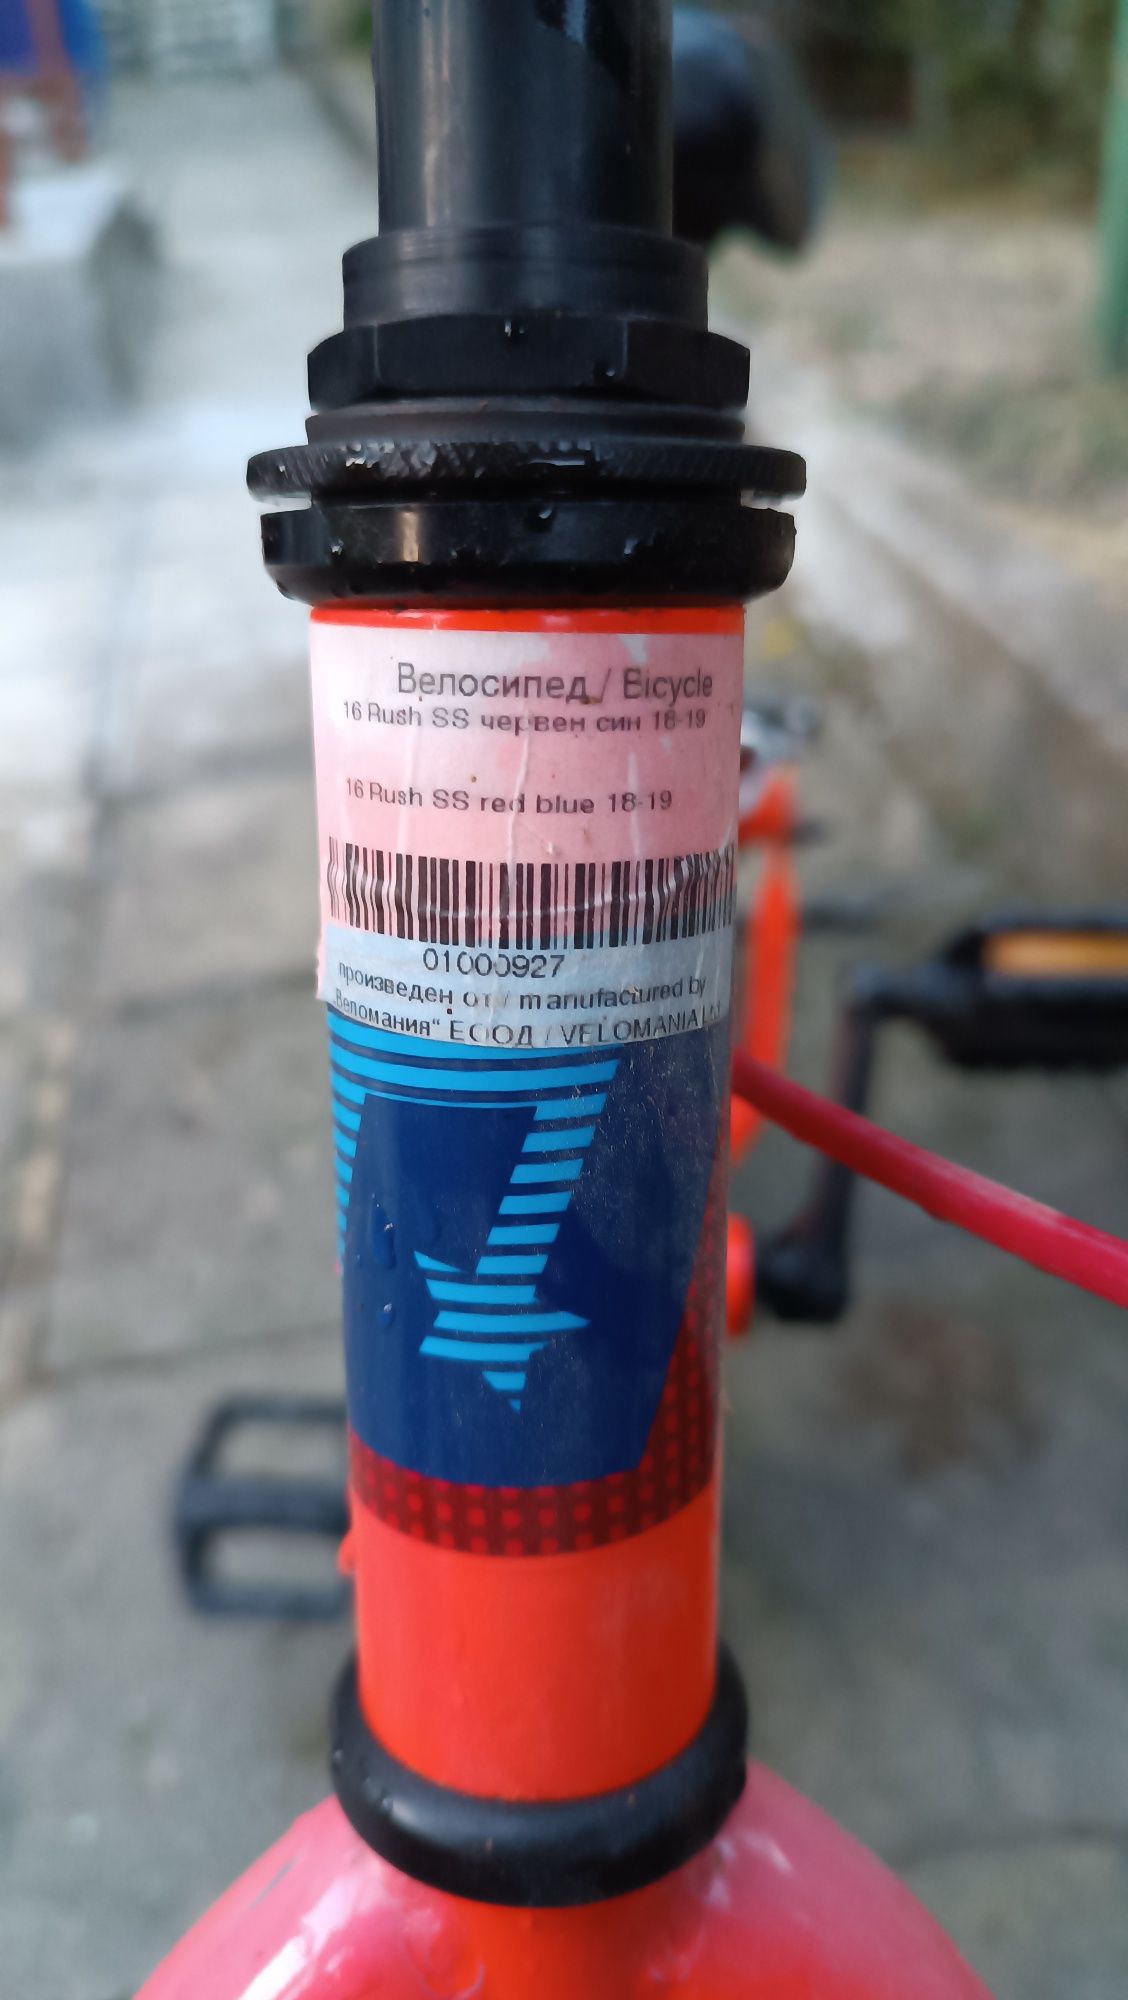 Велосипед / Bicycle
16 Rush SS червен син 18-19
16 Rush SS red blue 18-19
01000927
произведен от / manufactured by
"Веломания" ЕООД / VELOMANIA